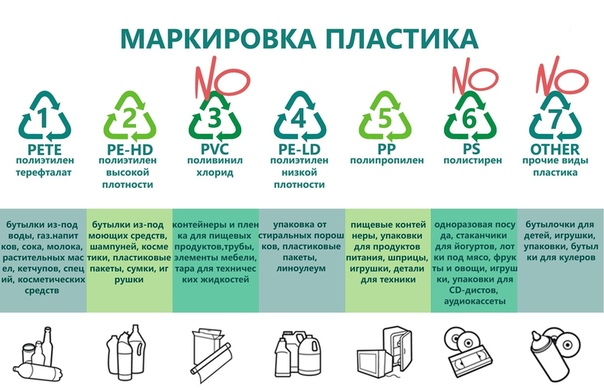 МАРКИРОВКА ПЛАСТИКА
NO
NO
NO
1
PETE
полиэтилен
терефталат
2
PE-HD
полиэтилен
высокой
плотности
3
PVC
поливинил
хлорид
4
PE-LD
полиэтилен
низкой
плотности
5
PP
полипропилен
6
PS
полистирен
7
OTHER
прочие виды
пластика
бутылки из-под
воды, газ.напит
ков, сока, молока,
растительных мас
ел, кетчупов, спец
ий, косметических
средств
бутылки из-под
моющих средств,
шампуней, косме
тики, пластиковые
пакеты, сумки, иг
рушки
контейнеры и плен
ка для пищевых
продуктов,трубы,
элементы мебели,
тара для техничес
ких жидкостей
упаковка от
стиральных порош
ков, пластиковые
пакеты,
линолеум
пищевые контей
неры, упаковки
для продуктов
питания, шприцы,
игрушки, детали
для техники
одноразовая посу
да, стаканчики
для йогуртов, лот
ки под мясо, фрук
ты и овощи, игруш
ки, упаковки для
CD-дистов,
аудиокассеты
бутылочки для
детей, игрушки,
упаковки, бутыл
ки для кулеров